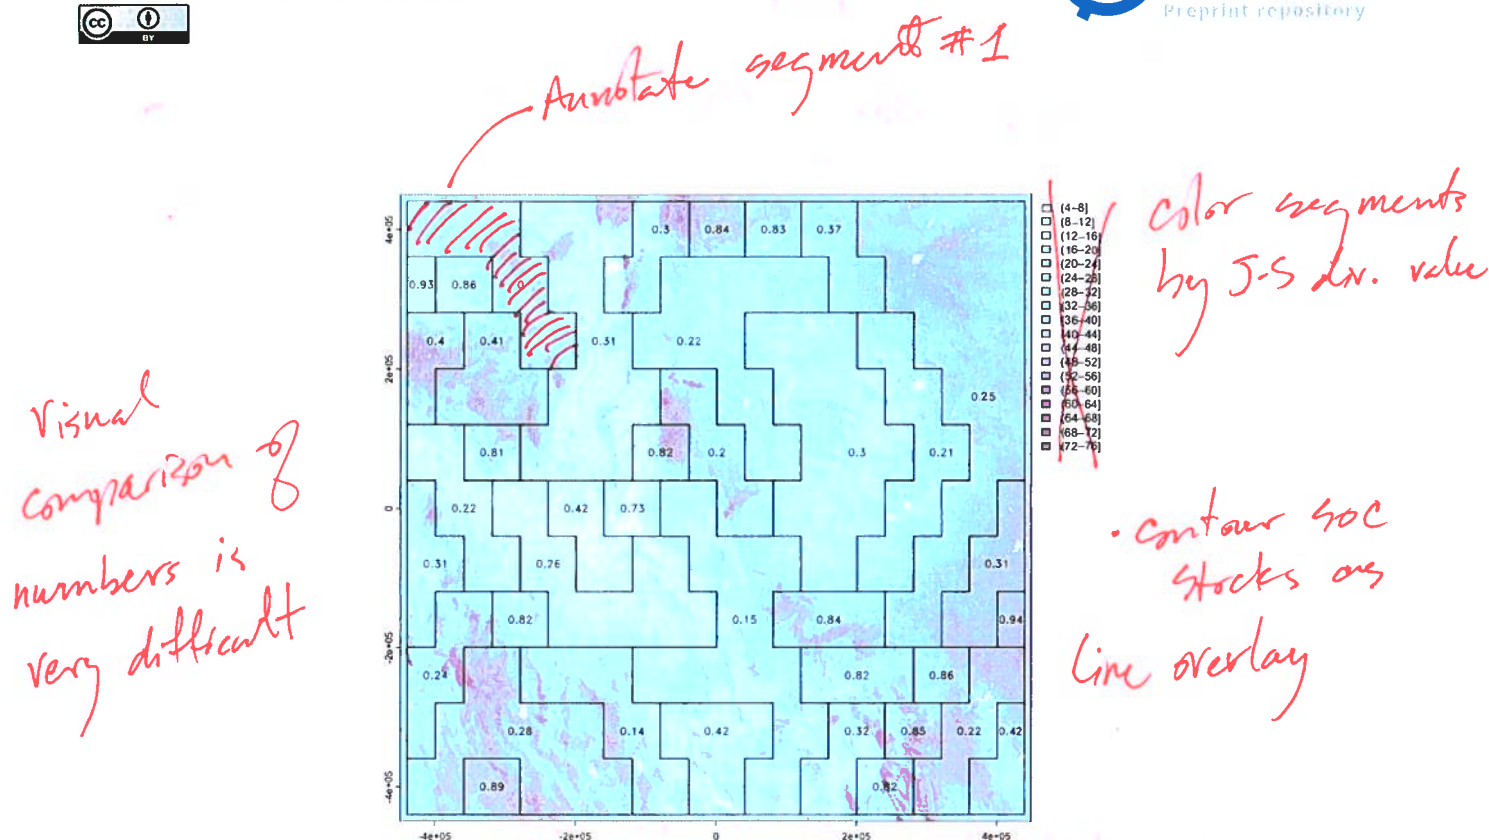 cc
BY
Preprint repository
Annotate segment #1
color segments
by J-S div. value
• contour SOC
stocks as
line overlay
Visual
comparison of
numbers is
very difficult
4e+05
2e+05
0
-2e+05
-4e+05
0.3 0.84 0.83 0.37
0.93 0.86 0
0.4 0.41 0.31 0.22
0.25
0.81 0.82 0.2 0.3 0.21
0.22 0.42 0.73
0.31 0.76 0.31
0.82 0.15 0.84 0.94
0.24 0.82 0.86
0.28 0.14 0.42 0.32 0.85 0.22 0.42
0.89 0.82
-4e+05 -2e+05 0 2e+05 4e+05
(4-8]
(8-12]
(12-16]
(16-20]
(20-24]
(24-28]
(28-32]
(32-36]
(36-40]
(40-44]
(44-48]
(48-52]
(52-56]
(56-60]
(60-64]
(64-68]
(68-72]
(72-76]